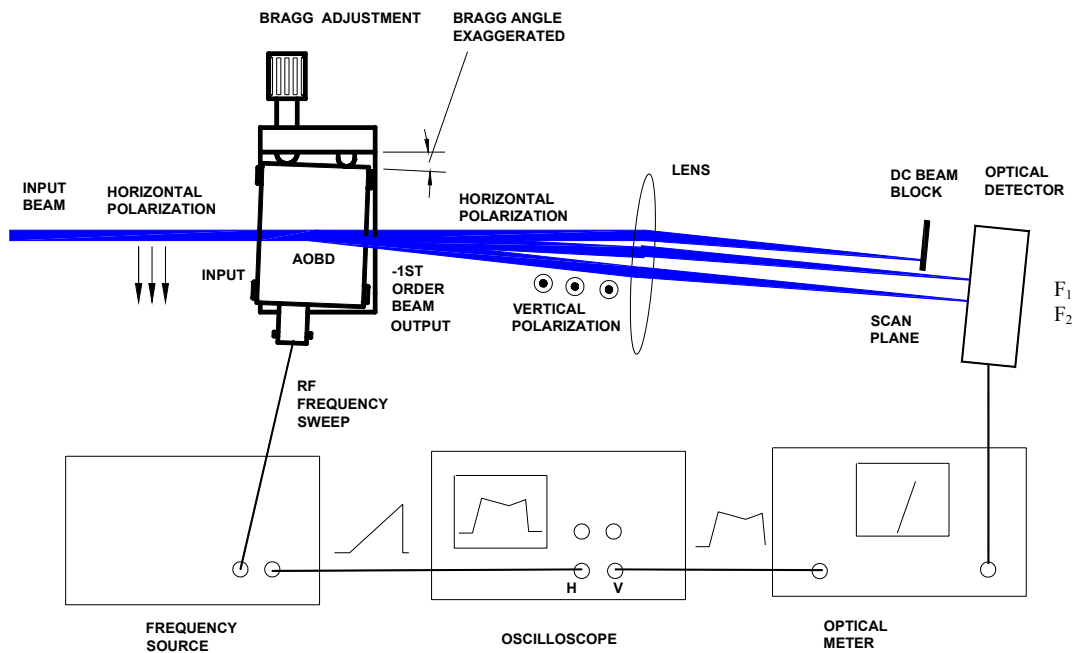 BRAGG ADJUSTMENT
BRAGG ANGLE
EXAGGERATED
INPUT
BEAM
HORIZONTAL
POLARIZATION
HORIZONTAL
POLARIZATION
LENS
DC BEAM
BLOCK
OPTICAL
DETECTOR
INPUT
AOBD
-1ST
ORDER
BEAM
OUTPUT
VERTICAL
POLARIZATION
SCAN
PLANE
F1
F2
RF
FREQUENCY
SWEEP
H
V
FREQUENCY
SOURCE
OSCILLOSCOPE
OPTICAL
METER